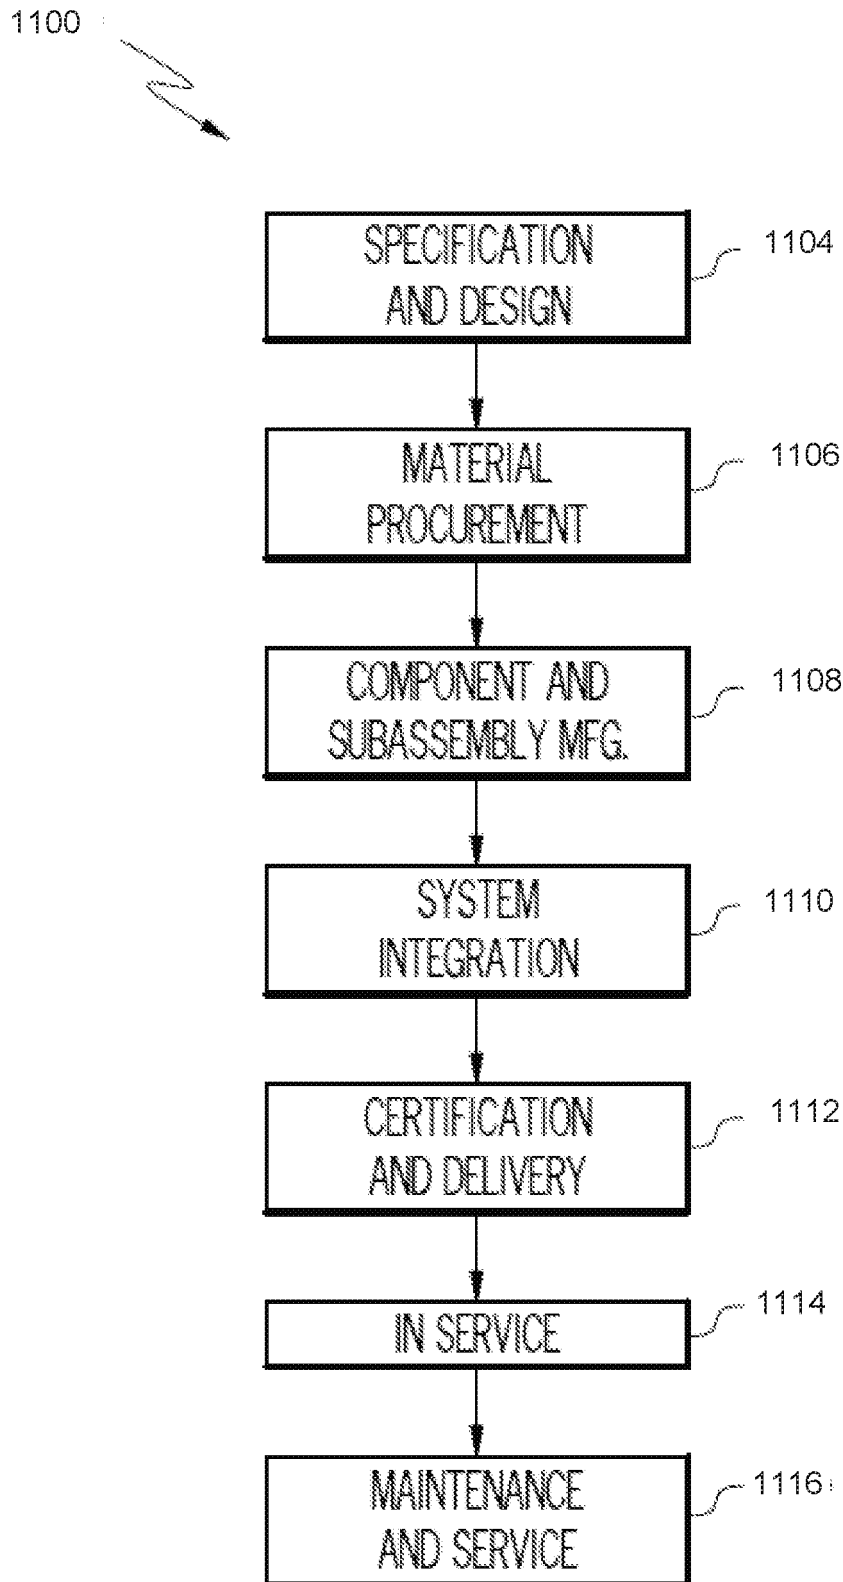 1100
SPECIFICATION
AND DESIGN
1104
MATERIAL
PROCUREMENT
1106
COMPONENT AND
SUBASSEMBLY MFG.
1108
SYSTEM
INTEGRATION
1110
CERTIFICATION
AND DELIVERY
1112
IN SERVICE
1114
MAINTENANCE
AND SERVICE
1116